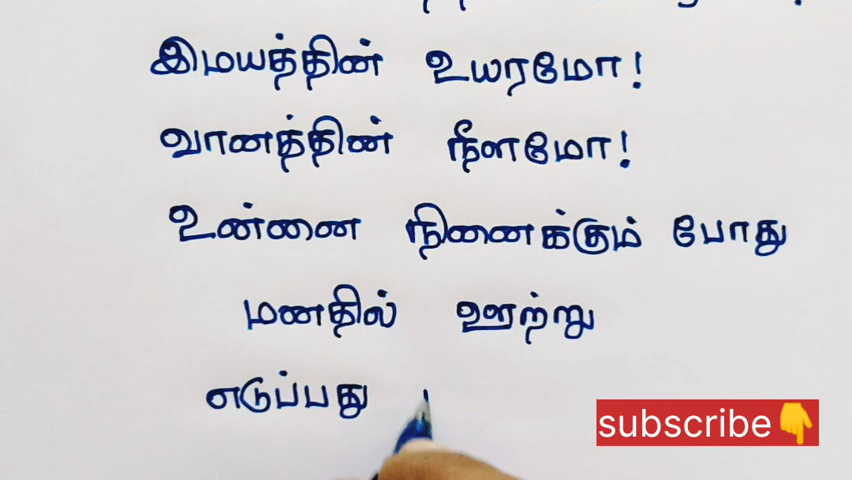 இமயத்தின் உயரமோ!
வானத்தின் நீளமோ!
உன்னை நினைக்கும் போது
மனதில் ஊற்று
எடுப்பது
subscribe👇